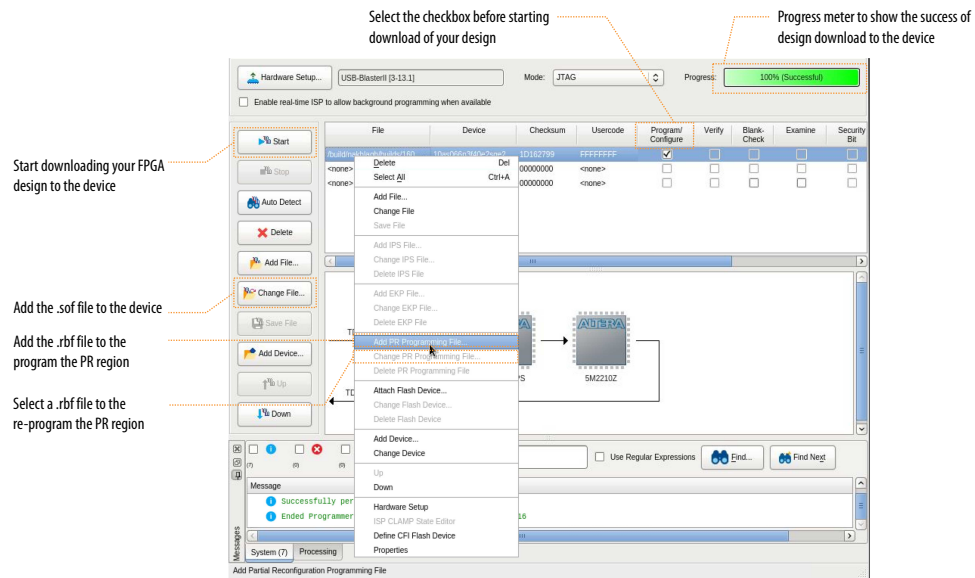 Select the checkbox before starting
download of your design
Progress meter to show the success of
design download to the device
Hardware Setup...
USB-BlasterII [3-13.1]
Mode:
JTAG
Progress:
100% (Successful)
Enable real-time ISP to allow background programming when available
Start downloading your FPGA
design to the device
Add the .sof file to the device
Add the .rbf file to the
program the PR region
Select a .rbf file to the
re-program the PR region
Start
Stop
Auto Detect
Delete
Add File...
Change File...
Save File
Add Device...
Up
Down
File
Device
Checksum
Usercode
Program/
Configure
Verify
Blank-
Check
Examine
Security
Bit
1D162799
FFFFFFFF
<none>
00000000
<none>
<none>
00000000
<none>
Delete
Del
Select All
Ctrl+A
Add File...
Change File
Save File
Add IPS File...
Change IPS File...
Delete IPS File
Add EKP File...
Change EKP File...
Delete EKP File
Add PR Programming File...
Change PR Programming File...
Delete PR Programming File
Attach Flash Device...
Change Flash Device...
Delete Flash Device
Add Device...
Change Device
Up
Down
Hardware Setup
ISP CLAMP State Editor
Define CFI Flash Device
Properties
ALTERA
5M2210Z
(7)
(0)
(0)
Use Regular Expressions
Find...
Find Next
Message
Successfully per
Ended Programmer
16
Messages
System (7)
Processing
Add Partial Reconfiguration Programming File